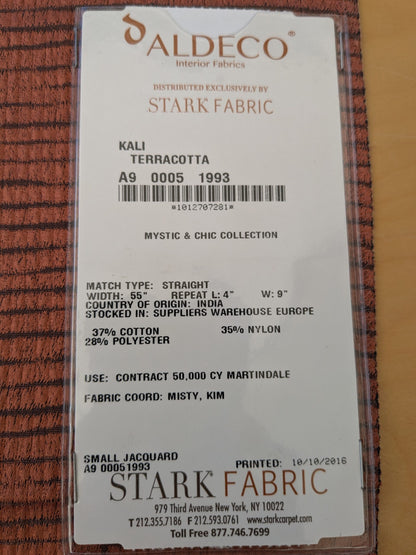 ALDECO®
Interior Fabrics
DISTRIBUTED EXCLUSIVELY BY
STARK FABRIC
KALI
TERRACOTTA
A9 0005 1993
*1012707281*
MYSTIC & CHIC COLLECTION
MATCH TYPE: STRAIGHT
WIDTH: 55" REPEAT L: 4" W: 9"
COUNTRY OF ORIGIN: INDIA
STOCKED IN: SUPPLIERS WAREHOUSE EUROPE
37% COTTON 35% NYLON
28% POLYESTER
USE: CONTRACT 50,000 CY MARTINDALE
FABRIC COORD: MISTY, KIM
SMALL JACQUARD PRINTED: 10/10/2016
A9 00051993
STARK FABRIC
979 Third Avenue New York, NY 10022
T 212.355.7186 F 212.593.0761 www.starkcarpet.com
Toll Free 877.746.7699